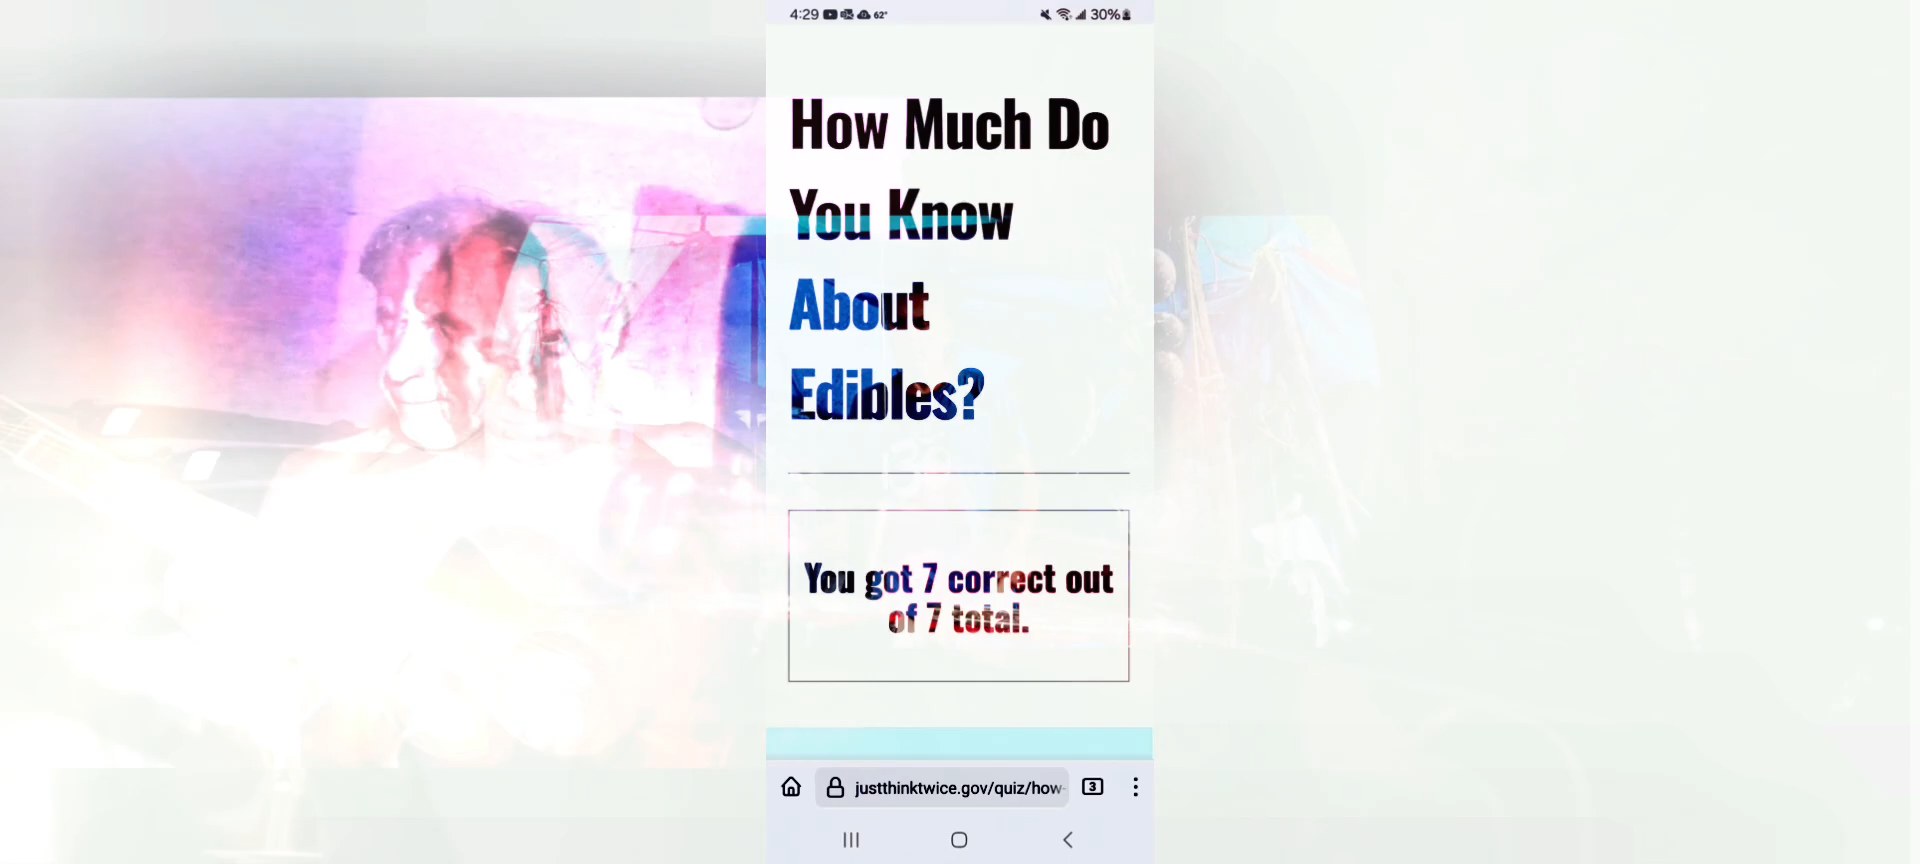 4:29 62°
30%
How Much Do
You Know
About
Edibles?
You got 7 correct out
of 7 total.
justthinktwice.gov/quiz/how-
3